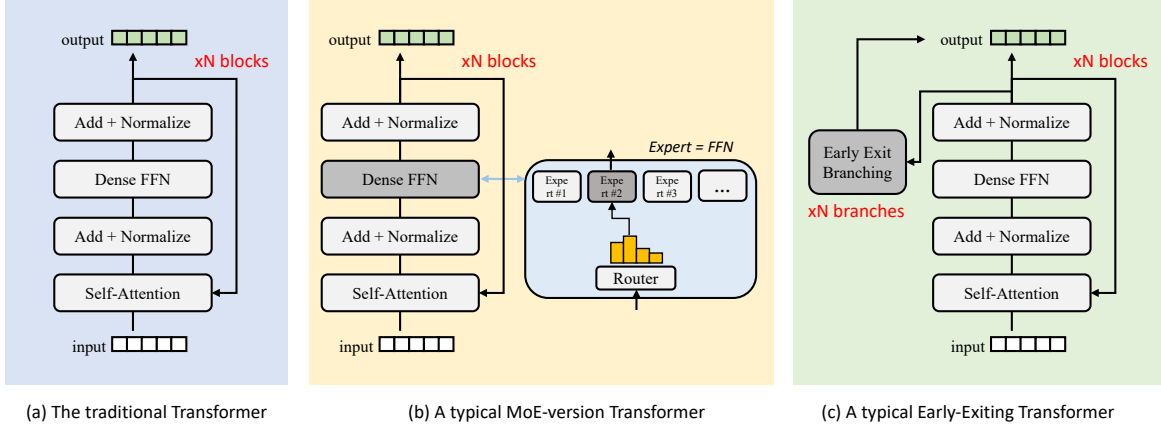 output
xN blocks
Add + Normalize
Dense FFN
Add + Normalize
Self-Attention
input
(a) The traditional Transformer
output
xN blocks
Add + Normalize
Dense FFN
Add + Normalize
Self-Attention
input
Expert = FFN
Expe
rt #1
Expe
rt #2
Expe
rt #3
...
Router
(b) A typical MoE-version Transformer
output
xN blocks
Add + Normalize
Early Exit
Branching
xN branches
Dense FFN
Add + Normalize
Self-Attention
input
(c) A typical Early-Exiting Transformer